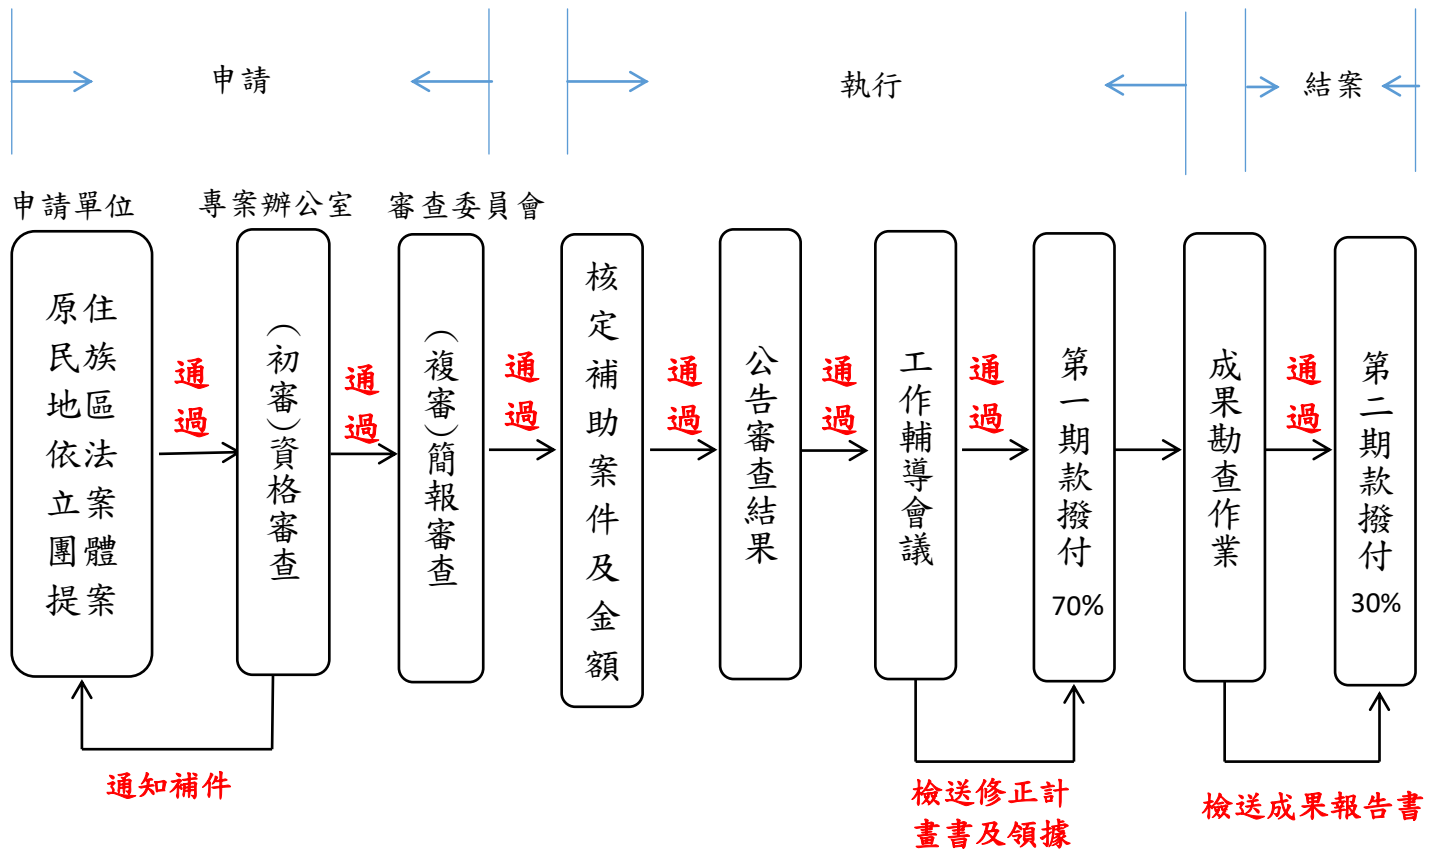 申請
執行
結案
申請單位
專案辦公室
審查委員會
原住
民族
地區
依法
立案
團體
提案
通過
（初審）資格審查
通過
（複審）簡報審查
通過
核定補助案件及金額
通過
公告審查結果
通過
工作輔導會議
通過
第一期款撥付
70%
成果勘查作業
通過
第二期款撥付
30%
通知補件
檢送修正計
畫書及領據
檢送成果報告書